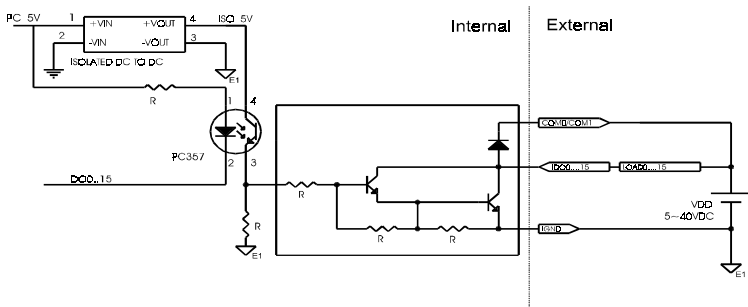 PC 5V
1
+VIN
+VOUT
4
ISO 5V
2
-VIN
-VOUT
3
ISOLATED DC TO DC
E1
R
1
4
PC357
2
3
DO0..15
R
R
R
R
E1
Internal
External
COM0/COM1
IDO0....15
LOAD0....15
VDD
5~40VDC
IGND
E1